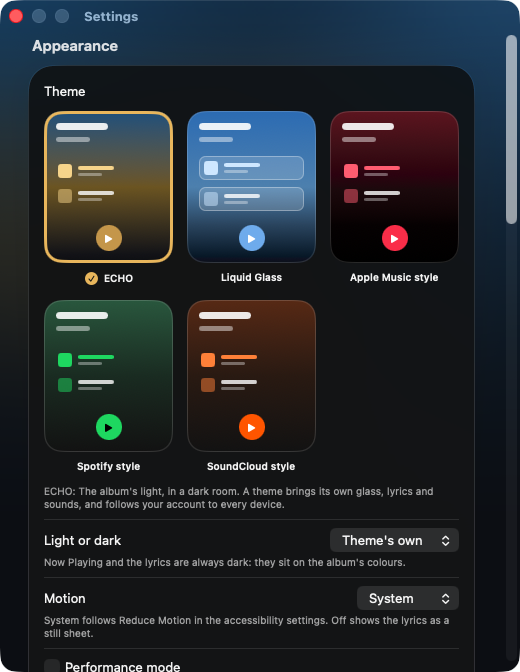 Settings
Appearance
Theme
ECHO
Liquid Glass
Apple Music style
Spotify style
SoundCloud style
ECHO: The album's light, in a dark room. A theme brings its own glass, lyrics and
sounds, and follows your account to every device.
Light or dark
Theme's own
Now Playing and the lyrics are always dark: they sit on the album's colours.
Motion
System
System follows Reduce Motion in the accessibility settings. Off shows the lyrics as a
still sheet.
Performance mode